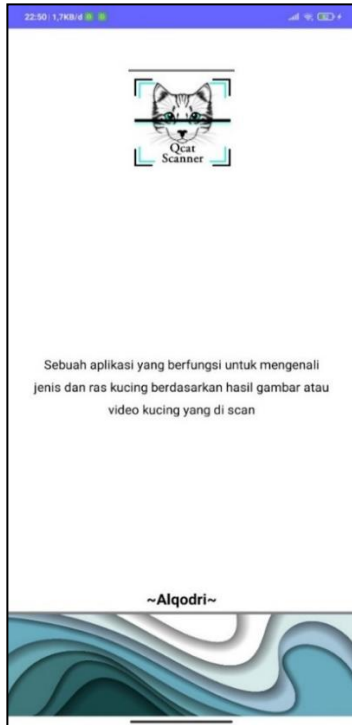 22:50 | 1,7KB/d
Qcat
Scanner
Sebuah aplikasi yang berfungsi untuk mengenali
jenis dan ras kucing berdasarkan hasil gambar atau
video kucing yang di scan
~Alqodri~